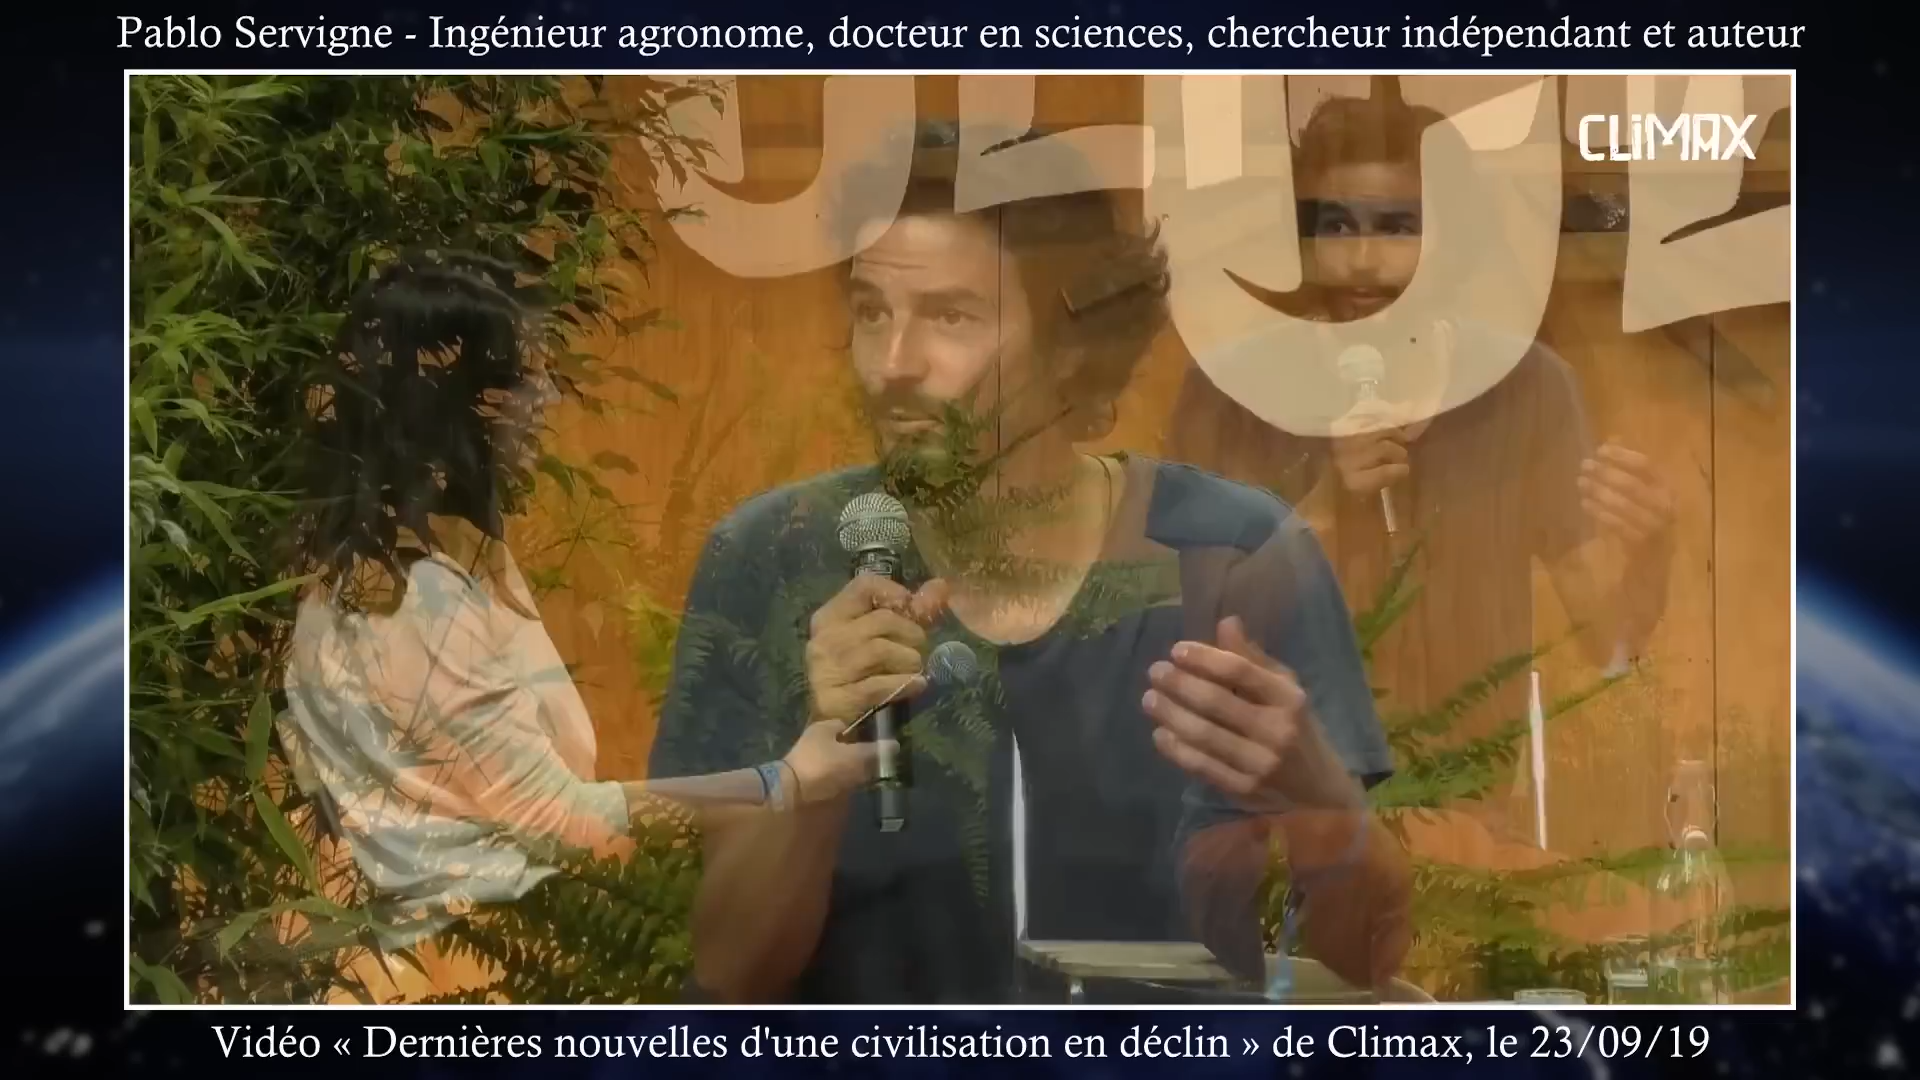 Pablo Servigne - Ingénieur agronome, docteur en sciences, chercheur indépendant et auteur
CLiMAX
Vidéo « Dernières nouvelles d'une civilisation en déclin » de Climax, le 23/09/19